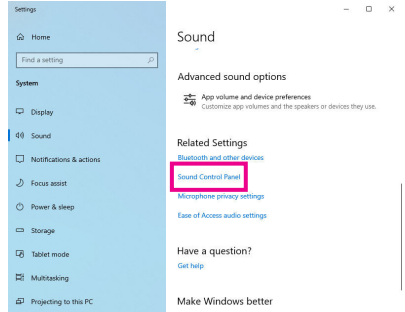 Settings
Home
Find a setting
System
Display
Sound
Notifications & actions
Focus assist
Power & sleep
Storage
Tablet mode
Multitasking
Projecting to this PC
Sound
Advanced sound options
App volume and device preferences
Customize app volumes and the speakers or devices they use.
Related Settings
Bluetooth and other devices
Sound Control Panel
Microphone privacy settings
Ease of Access audio settings
Have a question?
Get help
Make Windows better